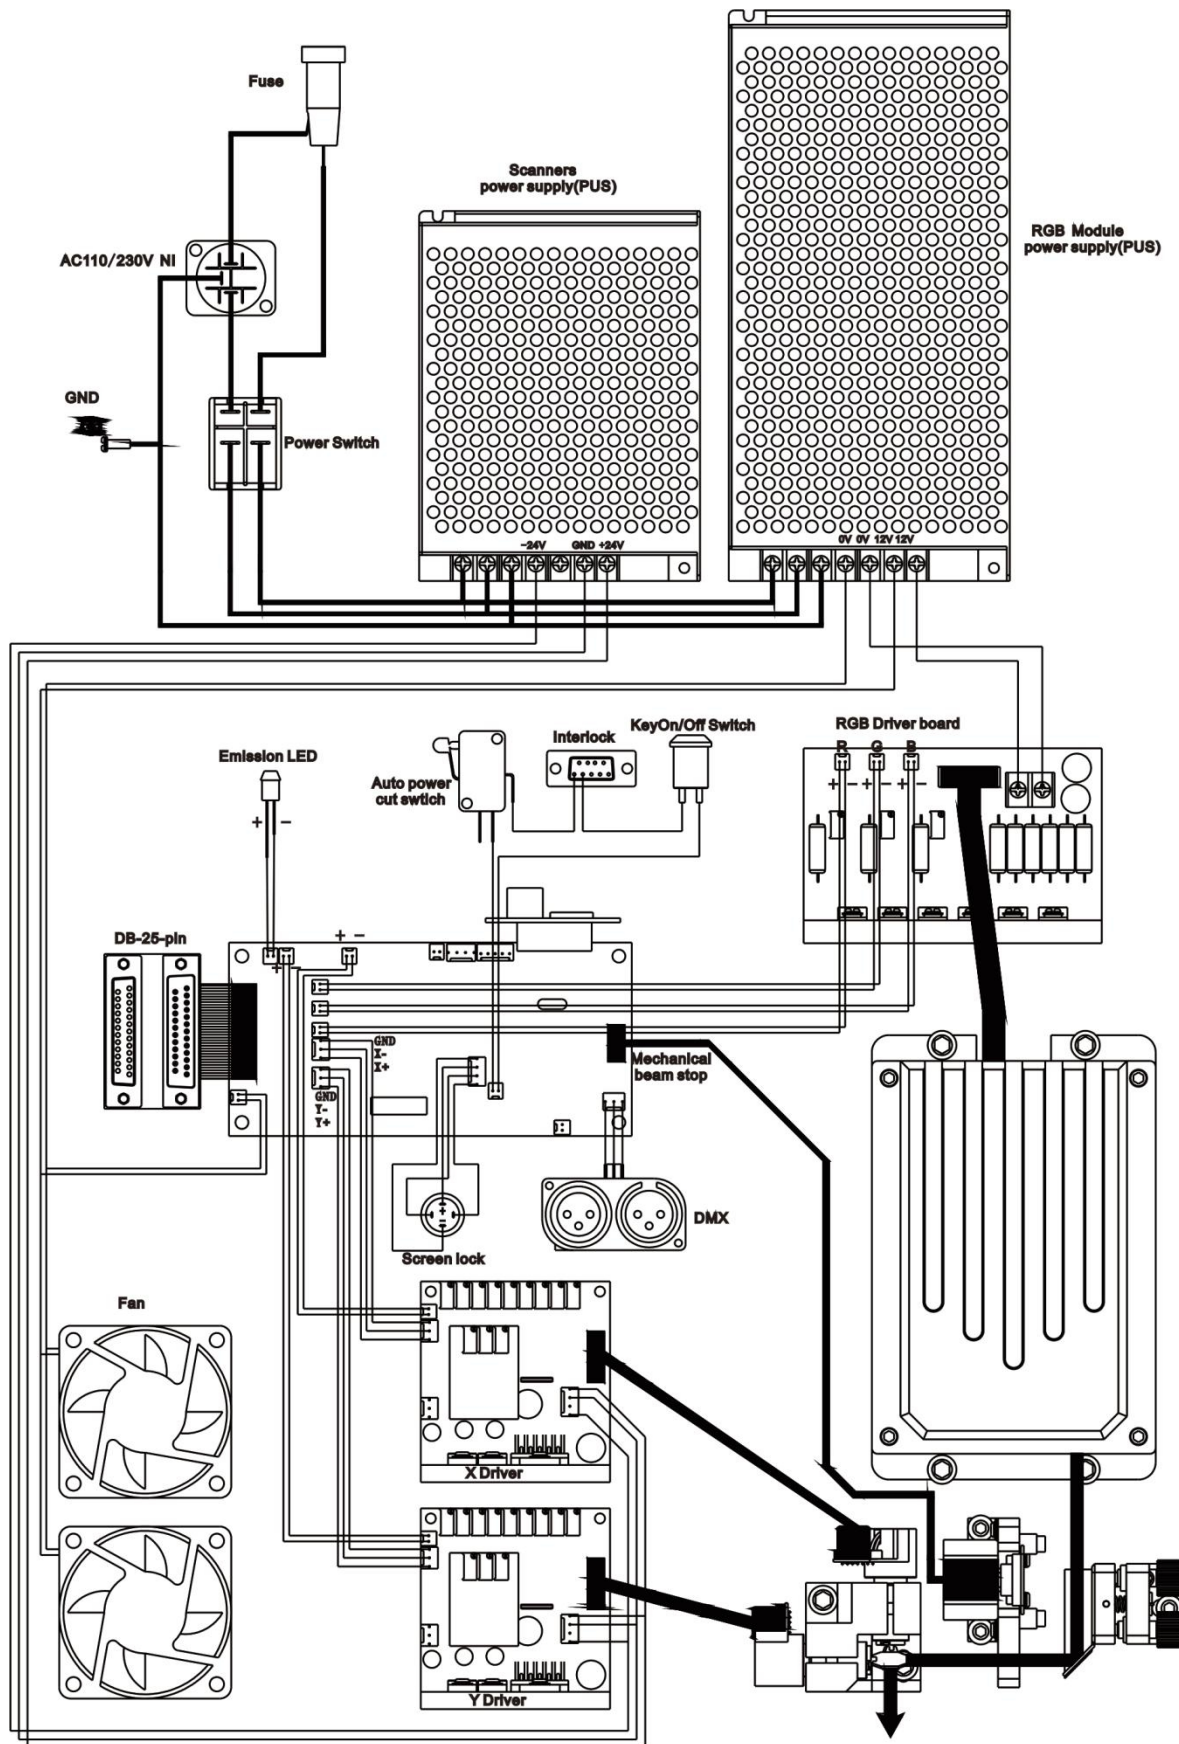 Fuse
Scanners
power supply(PUS)
RGB Module
power supply(PUS)
AC110/230V NI
GND
Power Switch
-24V GND +24V
0V 0V 12V 12V
KeyOn/Off Switch
RGB Driver board
Interlock
Emission LED
R G B
Auto power
cut swtich
+ - + - + -
+ -
DB-25-pin
+ -
+ -
GND
X-
X+
Mechanical
beam stop
GND
Y-
Y+
+
-
DMX
Screen lock
Fan
X Driver
Y Driver